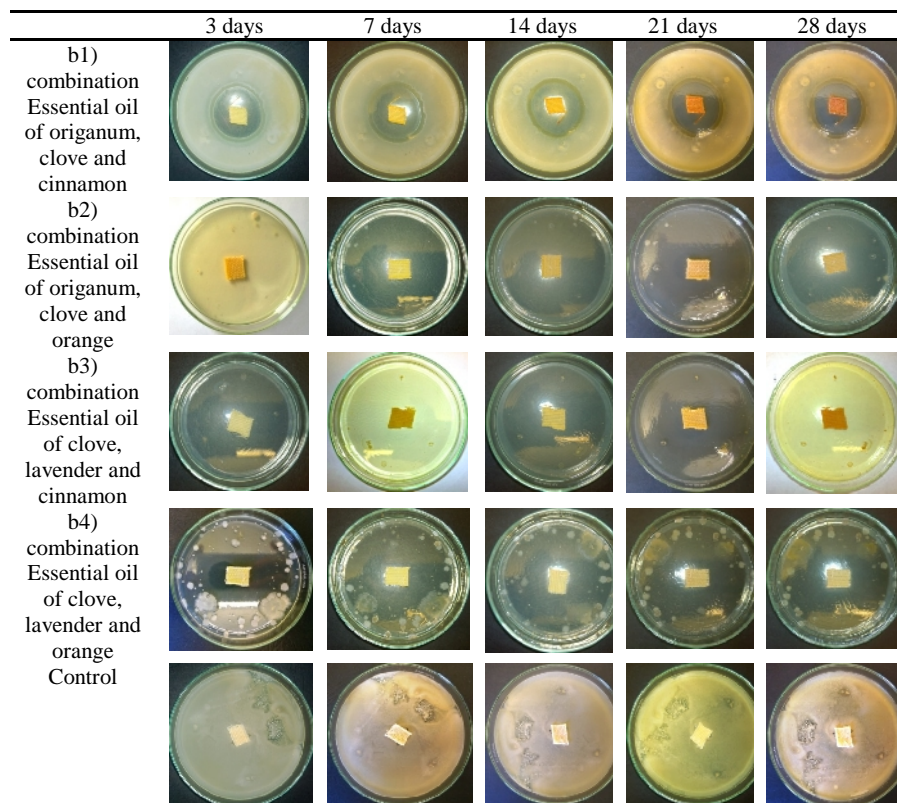 3 days 7 days 14 days 21 days 28 days
b1)
combination
Essential oil
of origanum,
clove and
cinnamon
b2)
combination
Essential oil
of origanum,
clove and
orange
b3)
combination
Essential oil
of clove,
lavender and
cinnamon
b4)
combination
Essential oil
of clove,
lavender and
orange
Control